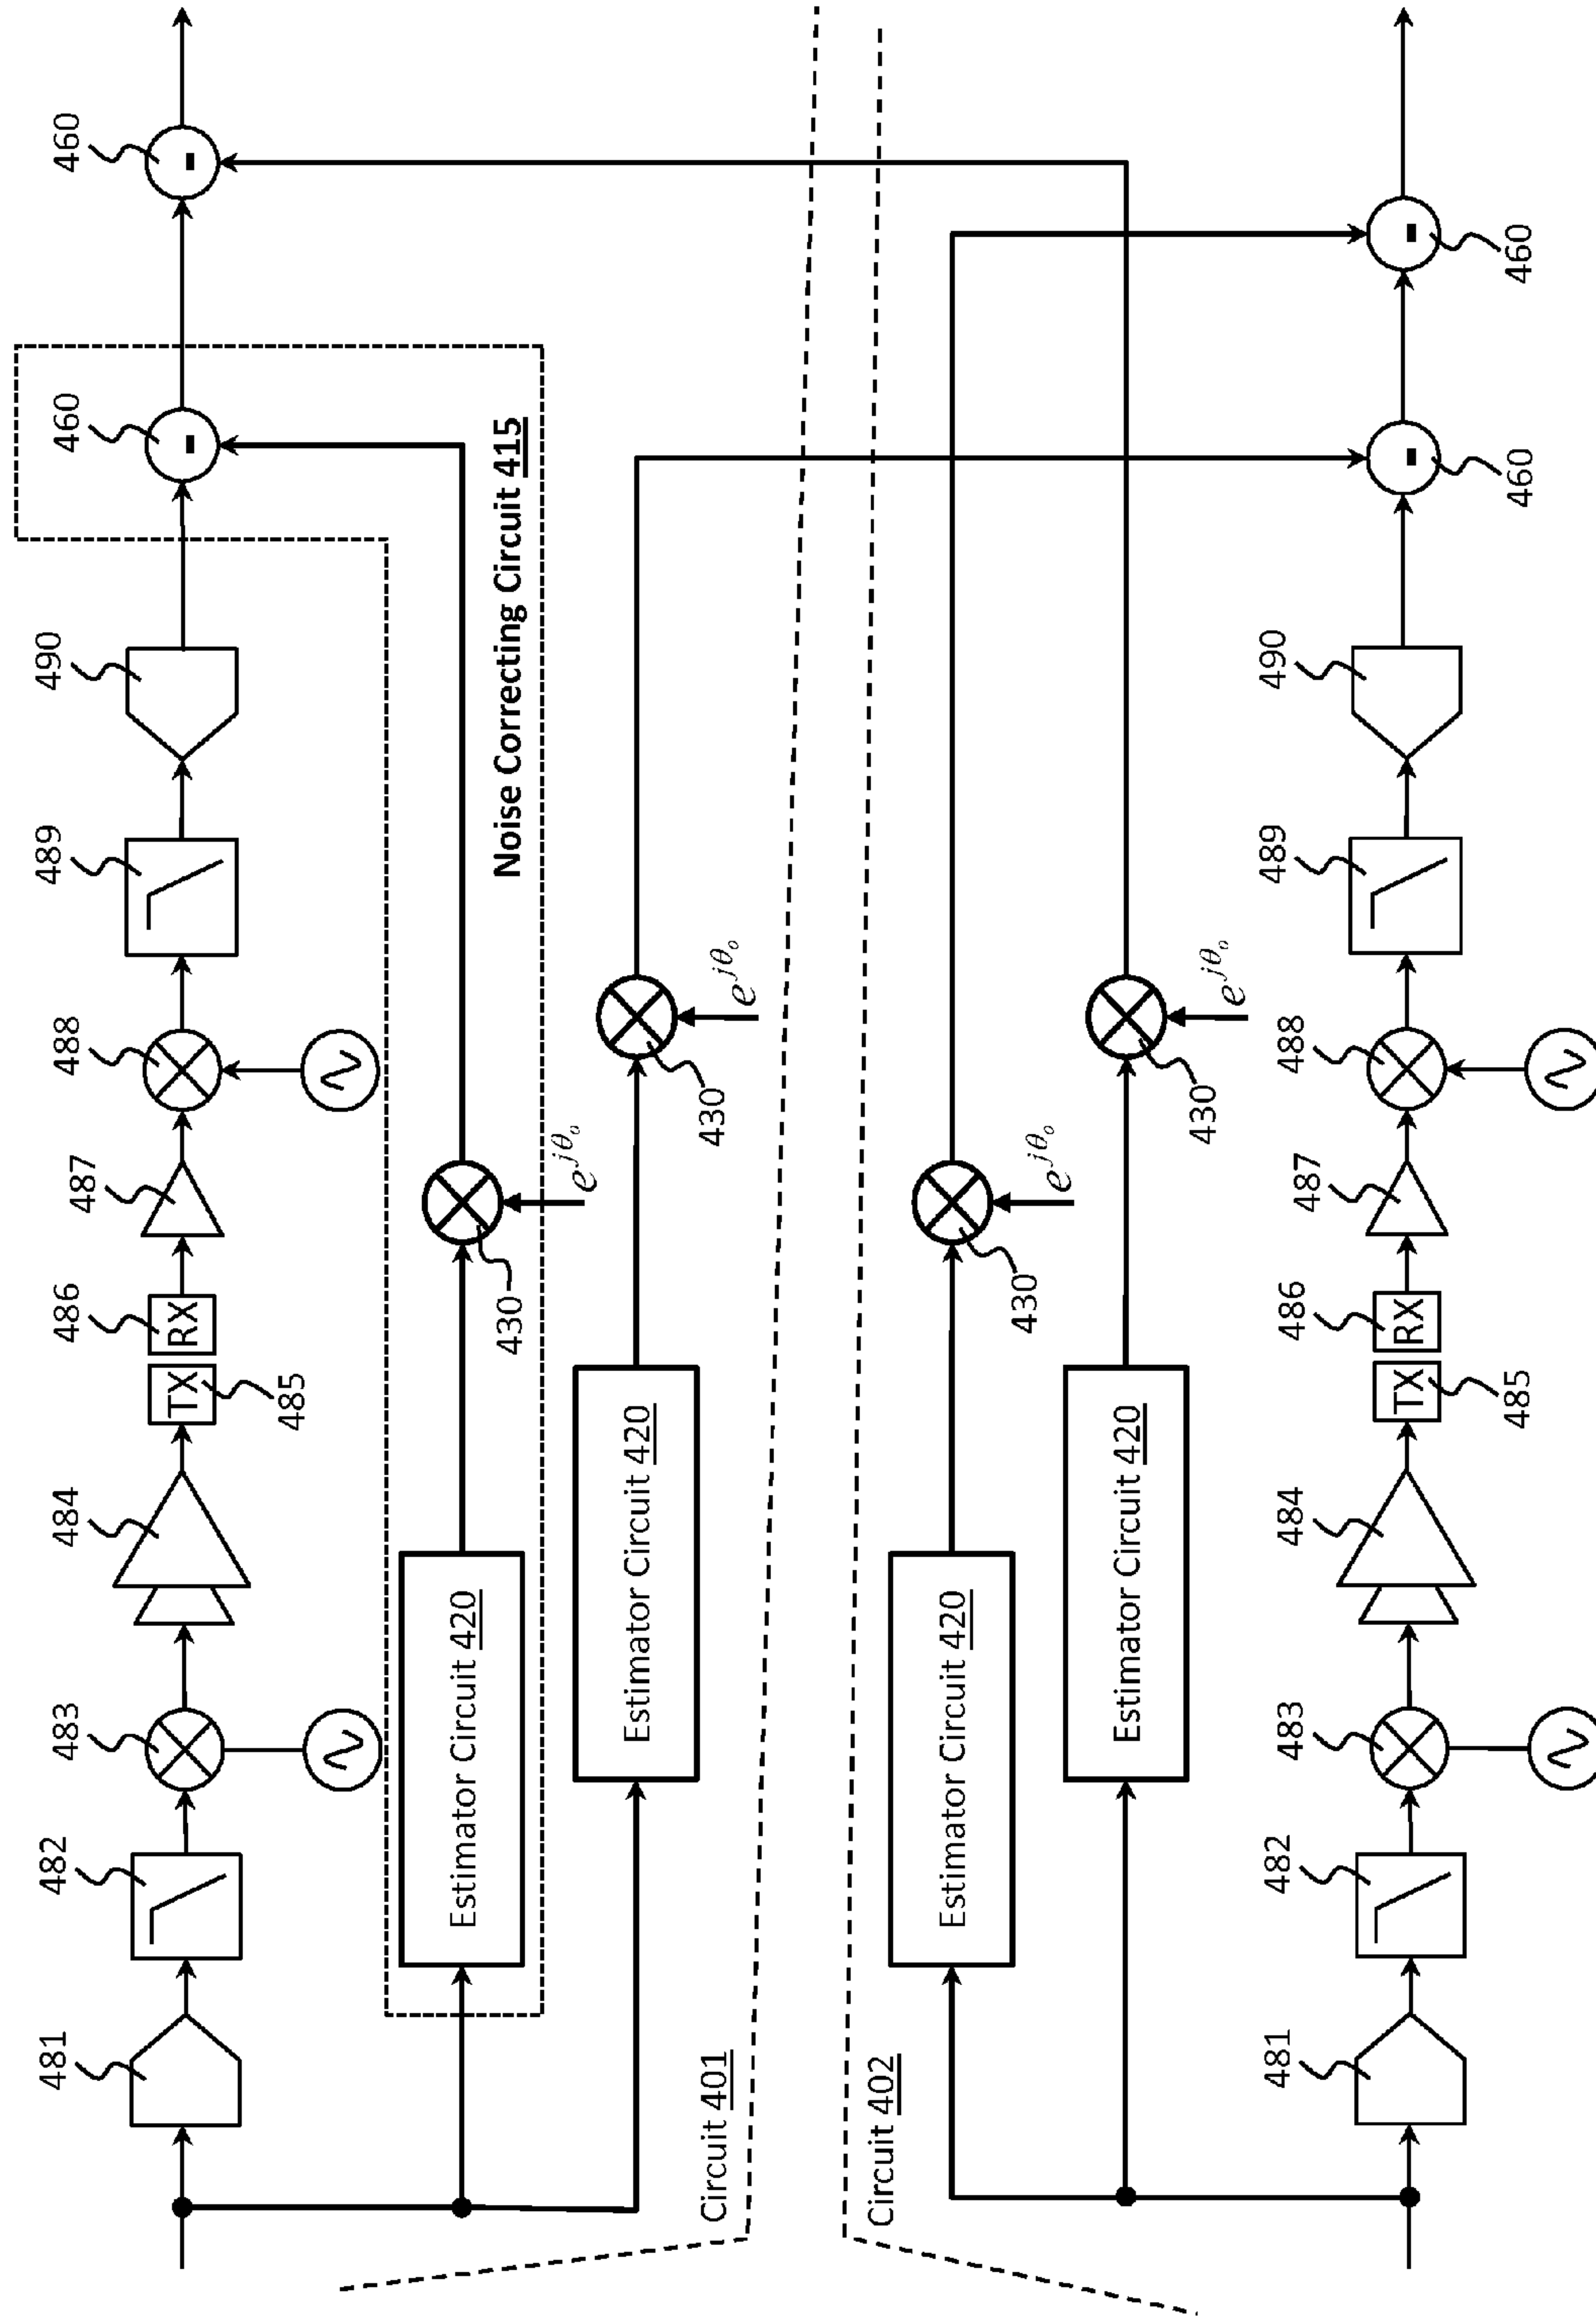 481
482
483
484
TX
485
486
RX
487
488
489
490
460
460
Noise Correcting Circuit 415
Estimator Circuit 420
430
e^{jθ_o}
Estimator Circuit 420
430
e^{jθ_o}
Circuit 401
Circuit 402
Estimator Circuit 420
430
e^{jθ_o}
Estimator Circuit 420
430
e^{jθ_o}
481
482
483
484
TX
485
486
RX
487
488
489
490
460
460